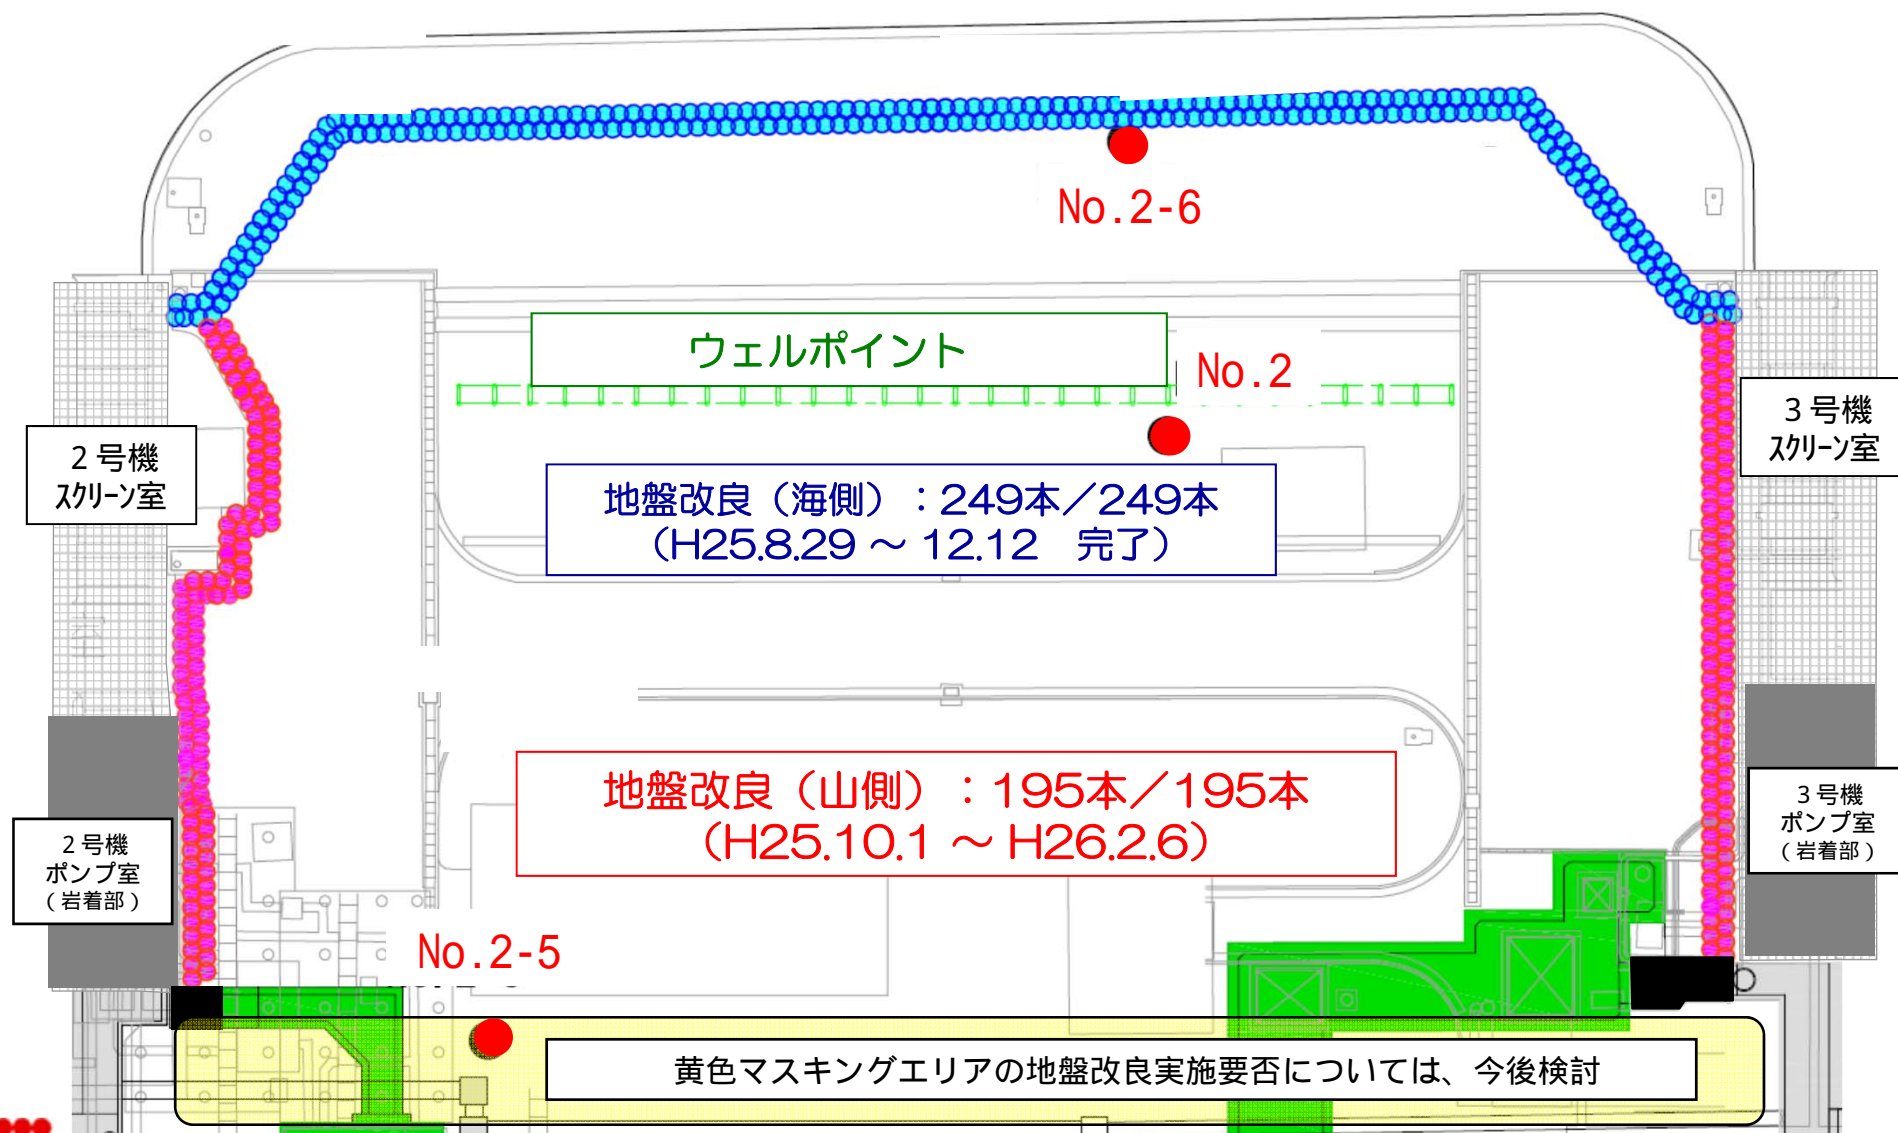 No.2-6
ウェルポイント
No.2
2号機
スクリーン室
3号機
スクリーン室
地盤改良（海側）：249本／249本
（H25.8.29 ～ 12.12　完了）
地盤改良（山側）：195本／195本
（H25.10.1 ～ H26.2.6）
2号機
ポンプ室
（岩着部）
3号機
ポンプ室
（岩着部）
No.2-5
黄色マスキングエリアの地盤改良実施要否については、今後検討